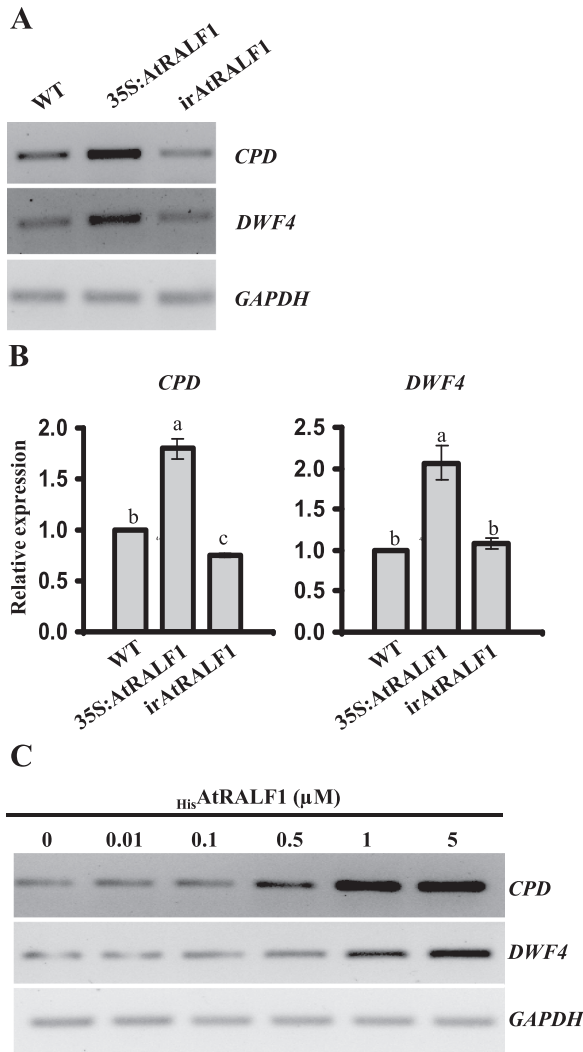 A
WT 35S:AtRALF1 irAtRALF1
CPD
DWF4
GAPDH
B
CPD DWF4
Relative expression
2.0
1.5
1.0
0.5
0.0
a
b
c
WT 35S:AtRALF1 irAtRALF1
2.5
2.0
1.5
1.0
0.5
0.0
a
b b
WT 35S:AtRALF1 irAtRALF1
C
HisAtRALF1 (µM)
0 0.01 0.1 0.5 1 5
CPD
DWF4
GAPDH